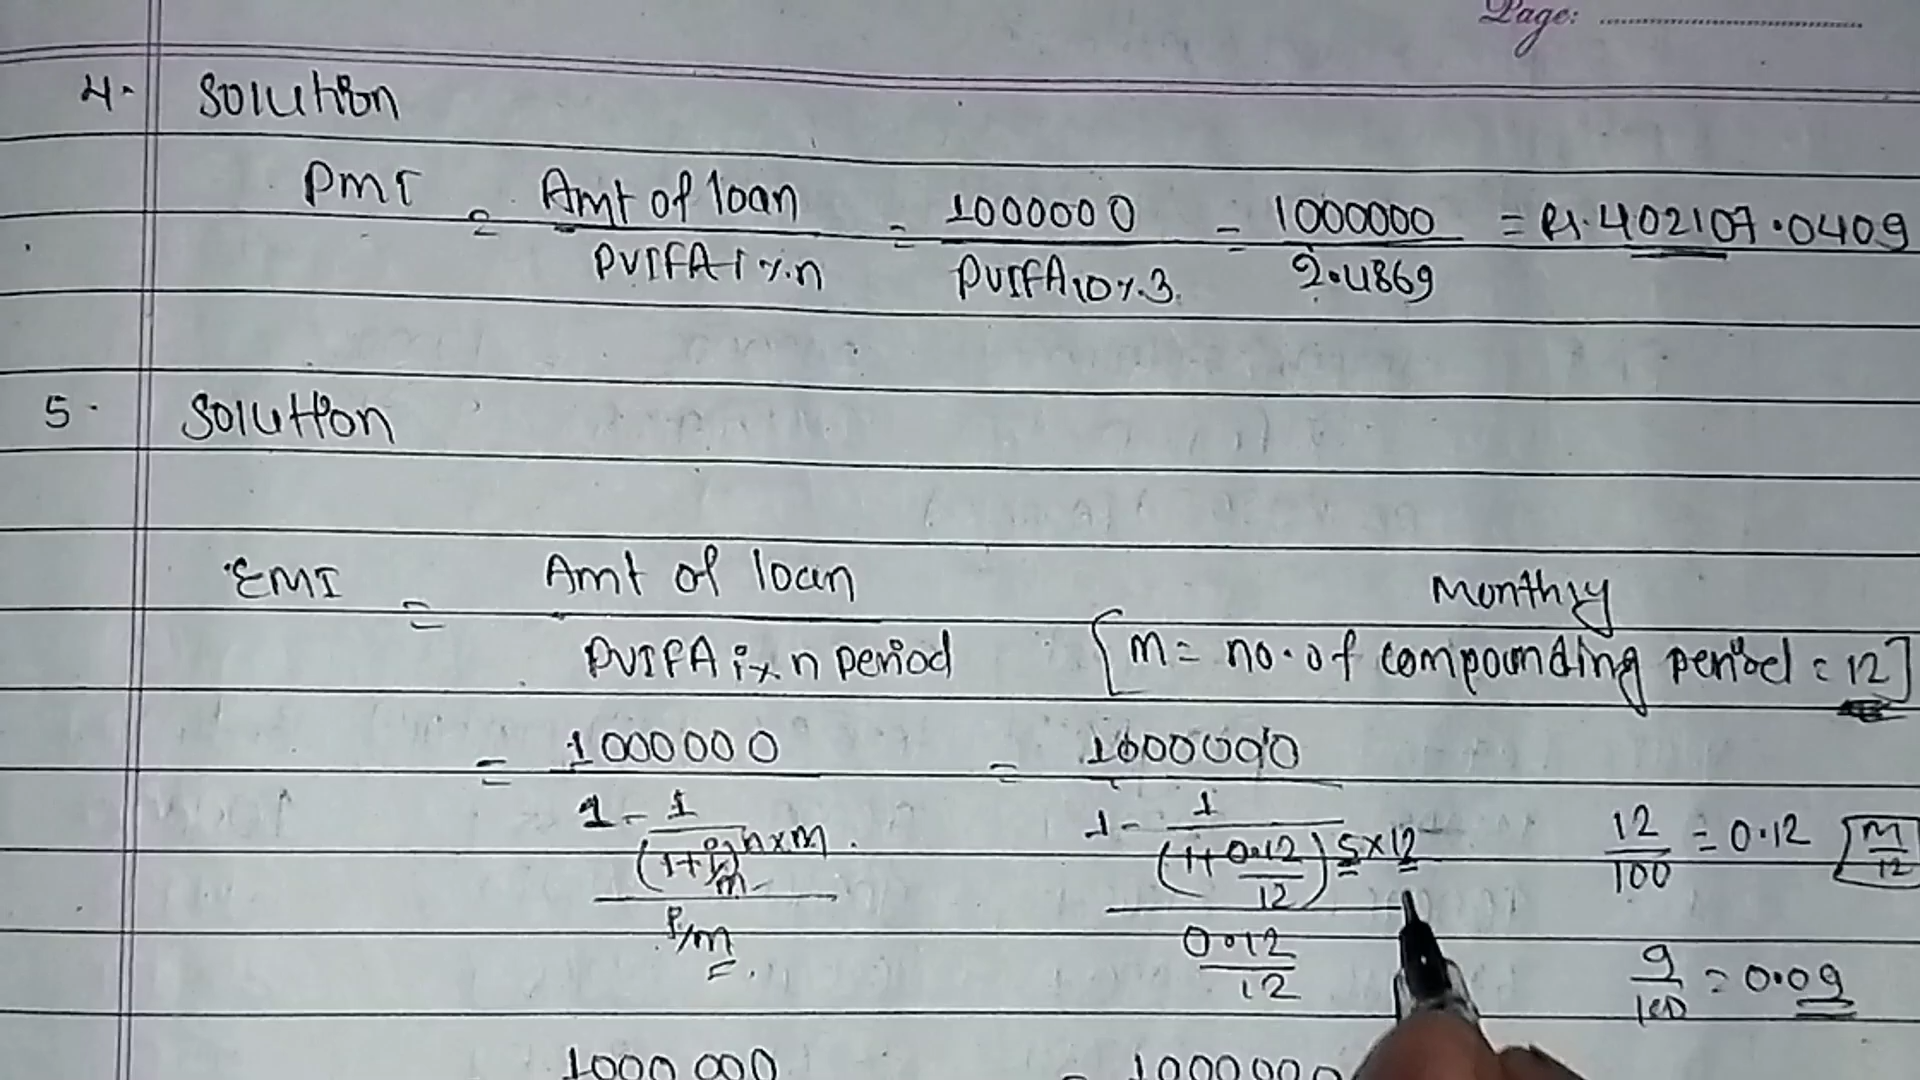 Page:
4. Solution
PMT = Amt of loan / PVIFA i%.n = 1000000 / PVIFA 10%.3 = 1000000 / 2.4869 = Rs.402107.0409
5. Solution
EMI = Amt of loan / PVIFA i%. n period
Monthly
[m= no. of compounding period = 12]
= 1000000 / ((1 - 1/(1+i/m)^n×m) / (i/m)) = 1000000 / ((1 - 1/(1+0.12/12)^5×12) / (0.12/12))
12/100 = 0.12 [m/12
9/100 = 0.09
1000 000 = 1000000